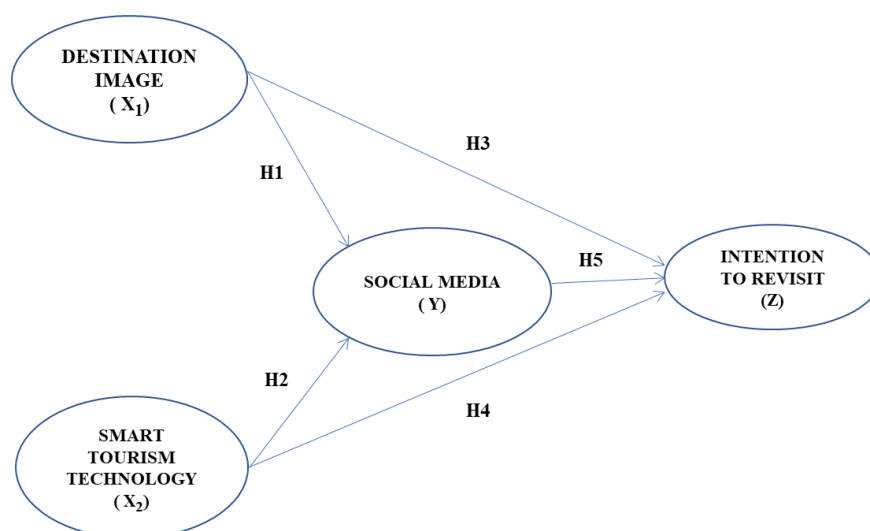 DESTINATION
IMAGE
( X₁)
H3
H1
SOCIAL MEDIA
( Y)
H5
INTENTION
TO REVISIT
(Z)
H2
H4
SMART
TOURISM
TECHNOLOGY
( X₂)